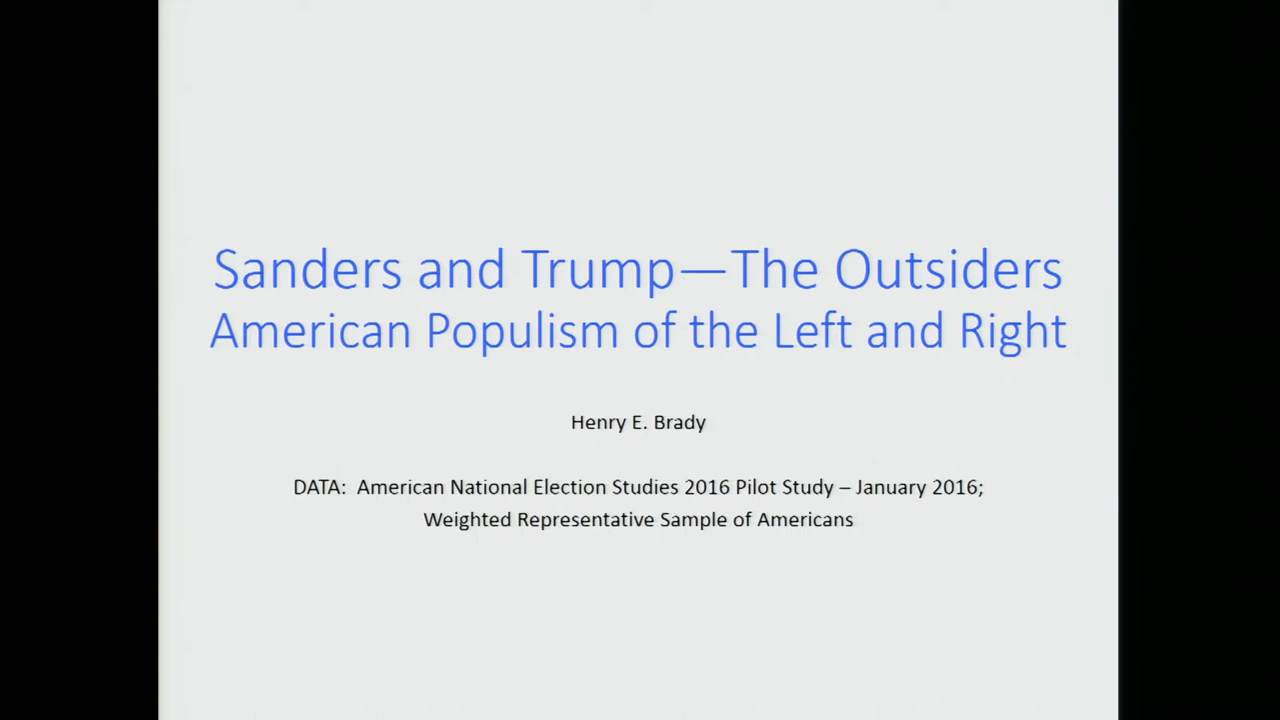 Sanders and Trump—The Outsiders
American Populism of the Left and Right
Henry E. Brady
DATA:  American National Election Studies 2016 Pilot Study – January 2016;
Weighted Representative Sample of Americans